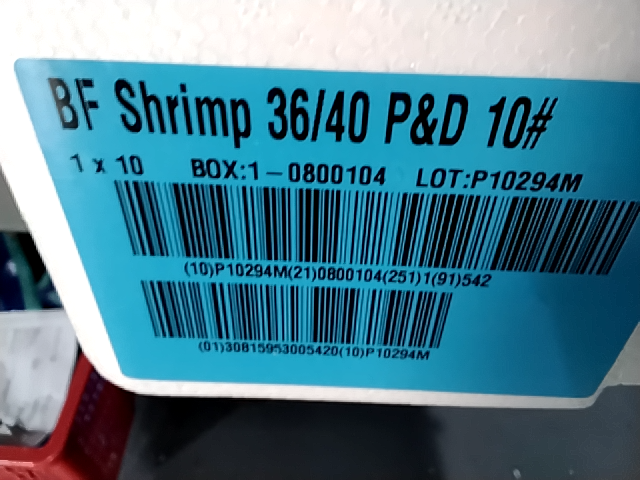 BF Shrimp 36/40 P&D 10#
1 x 10 BOX:1-0800104 LOT:P10294M
(10)P10294M(21)0800104(251)1(91)542
(01)30815953005420(10)P10294M